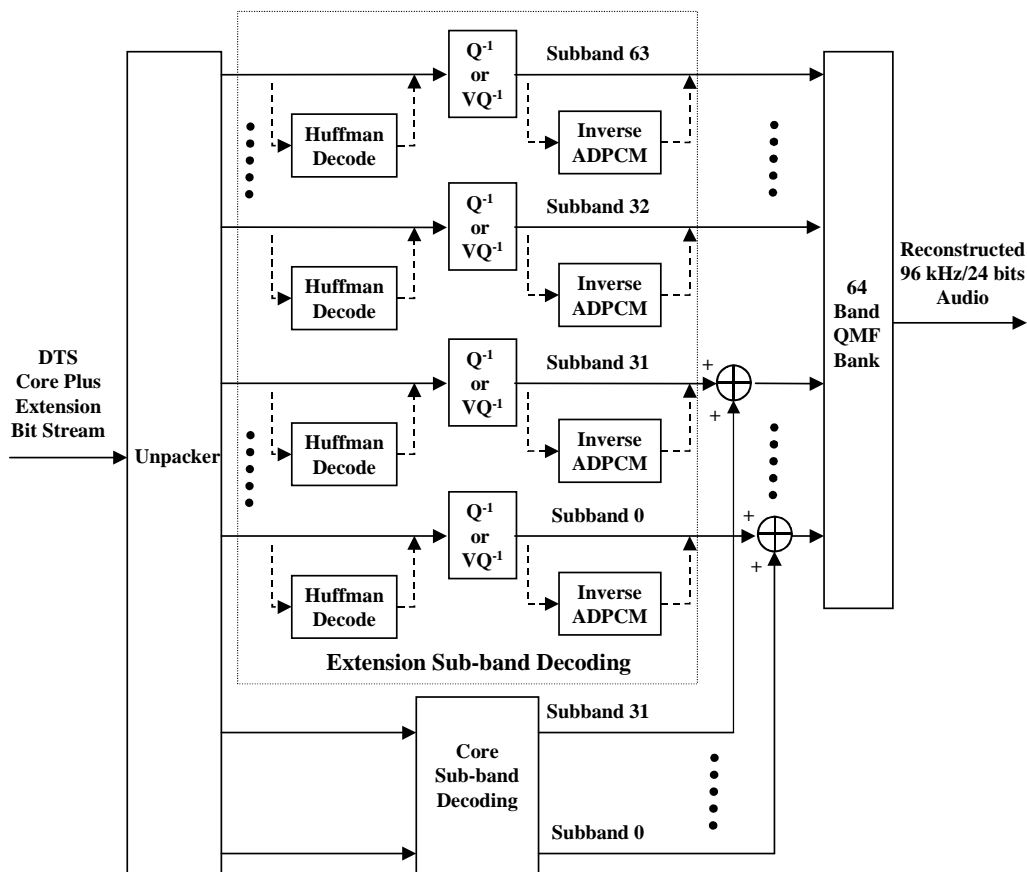 Q⁻¹
or
VQ⁻¹
Subband 63
Huffman
Decode
Inverse
ADPCM
Q⁻¹
or
VQ⁻¹
Subband 32
Huffman
Decode
Inverse
ADPCM
Reconstructed
96 kHz/24 bits
Audio
64
Band
QMF
Bank
DTS
Core Plus
Extension
Bit Stream
Unpacker
Q⁻¹
or
VQ⁻¹
Subband 31
+
+
Huffman
Decode
Inverse
ADPCM
Q⁻¹
or
VQ⁻¹
Subband 0
+
+
Huffman
Decode
Inverse
ADPCM
Extension Sub-band Decoding
Subband 31
Core
Sub-band
Decoding
Subband 0